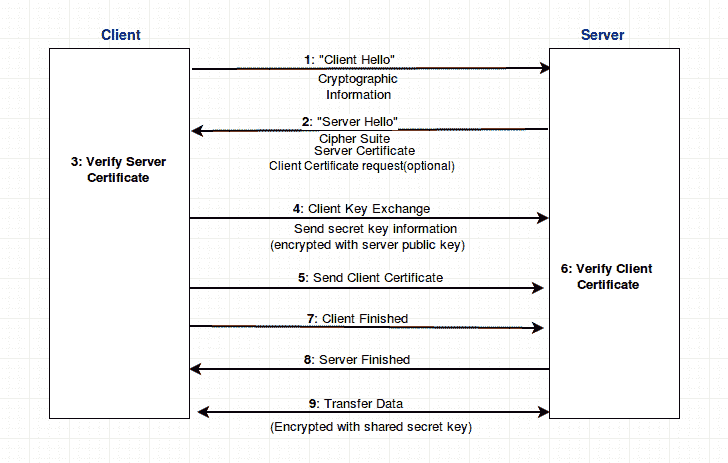 Client
Server
1: "Client Hello"
Cryptographic
Information
2: "Server Hello"
Cipher Suite
Server Certificate
Client Certificate request(optional)
3: Verify Server
Certificate
4: Client Key Exchange
Send secret key information
(encrypted with server public key)
5: Send Client Certificate
6: Verify Client
Certificate
7: Client Finished
8: Server Finished
9: Transfer Data
(Encrypted with shared secret key)